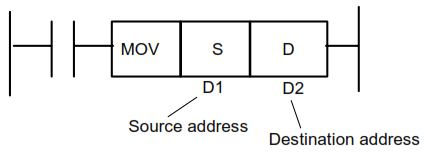 MOV S D
D1 D2
Source address
Destination address